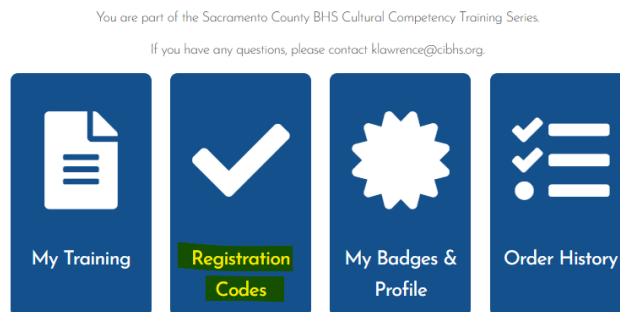 You are part of the Sacramento County BHS Cultural Competency Training Series.
If you have any questions, please contact klawrence@cibhs.org.
My Training
Registration
Codes
My Badges &
Profile
Order History